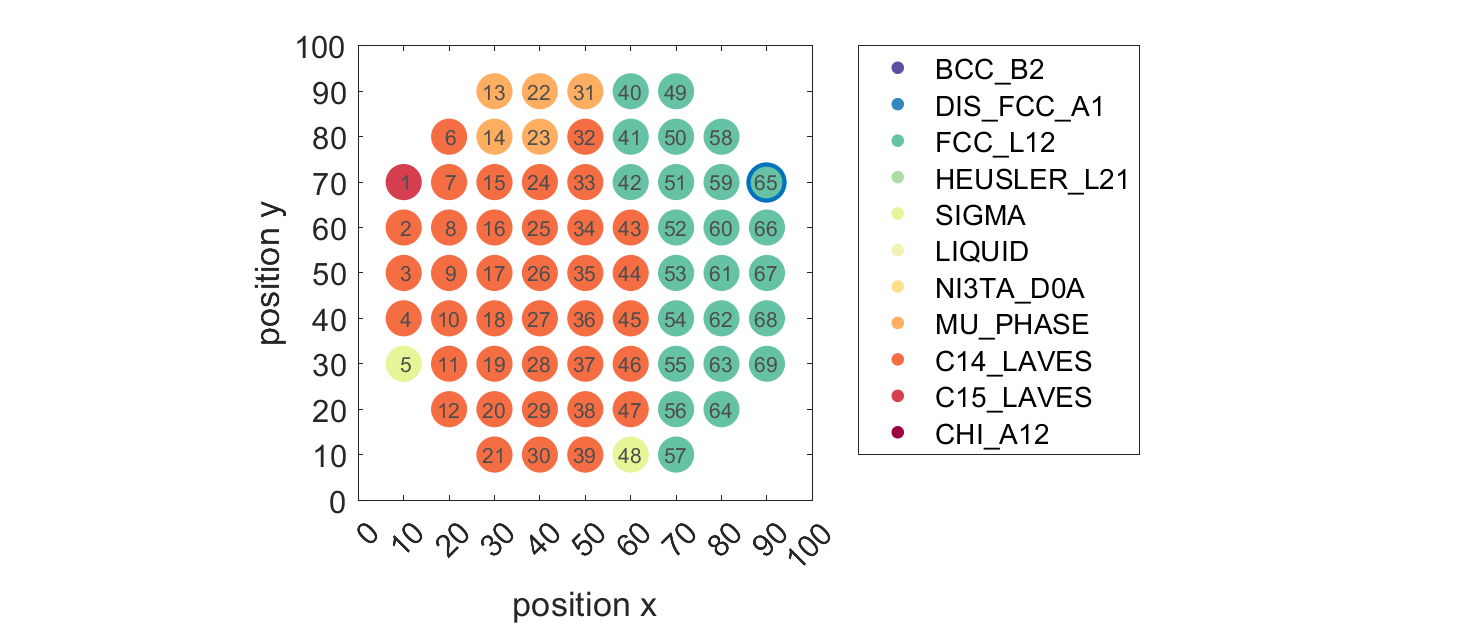 100
90
80
70
60
50
40
30
20
10
0
position y
13 22 31 40 49
6 14 23 32 41 50 58
1 7 15 24 33 42 51 59 65
2 8 16 25 34 43 52 60 66
3 9 17 26 35 44 53 61 67
4 10 18 27 36 45 54 62 68
5 11 19 28 37 46 55 63 69
12 20 29 38 47 56 64
21 30 39 48 57
0 10 20 30 40 50 60 70 80 90 100
position x
BCC_B2
DIS_FCC_A1
FCC_L12
HEUSLER_L21
SIGMA
LIQUID
NI3TA_D0A
MU_PHASE
C14_LAVES
C15_LAVES
CHI_A12